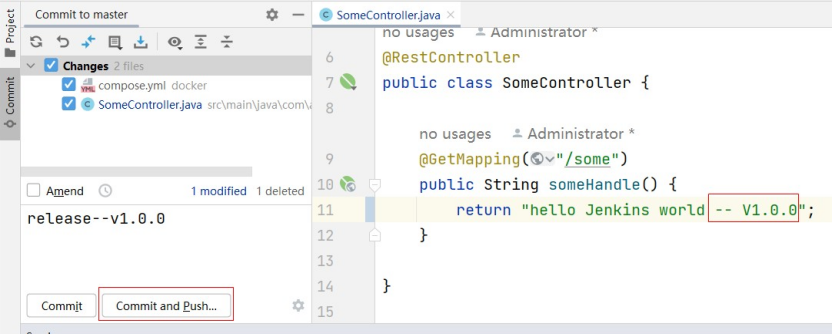 Project
Commit
Commit to master
Changes 2 files
YML compose.yml docker
C SomeController.java src\main\java\com\a
Amend
1 modified 1 deleted
release--v1.0.0
Commit
Commit and Push...
C SomeController.java
no usages Administrator *
6 @RestController
7 public class SomeController {
8
no usages Administrator *
9 @GetMapping("/some")
10 public String someHandle() {
11 return "hello Jenkins world -- V1.0.0";
12 }
13
14 }
15